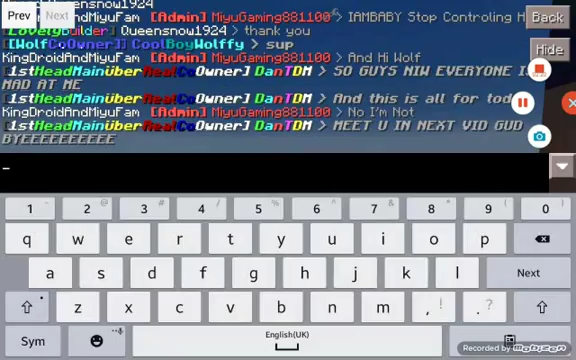 Prev
Next
Back
Queensnow1924
KingDroidAndMiyuFam [Admin] MiyuGaming881100 > IAMBABY Stop Controling H
[LovelyBuilder] Queensnow1924 > thank you
[[WolfCoOwner]] CoolBoyWolffy > sup
Hide
KingDroidAndMiyuFam [Admin] MiyuGaming881100 > And Hi Wolf
[1stHeadMainÜberRealCoOwner] DanTDM > SO GUYS NIW EVERYONE IS
MAD AT ME
[1stHeadMainÜberRealCoOwner] DanTDM > And this is all for tod
KingDroidAndMiyuFam [Admin] MiyuGaming881100 > No I'm Not
[1stHeadMainÜberRealCoOwner] DanTDM > MEET U IN NEXT VID GUD
BYEEEEEEEEEE
_
1 2 3 4 5 6 7 8 9 0
q w e r t y u i o p
a s d f g h j k l Next
z x c v b n m , ! . ?
Sym English(UK)
Recorded by mobizen